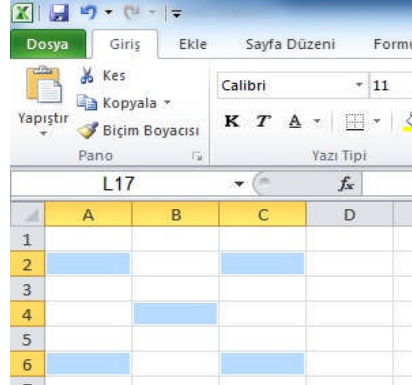 Dosya Giriş Ekle Sayfa Düzeni Formü
Kes
Kopyala
Biçim Boyacısı
Yapıştır
Pano
Calibri 11
K T A
Yazı Tipi
L17 fx
A B C D
1
2
3
4
5
6